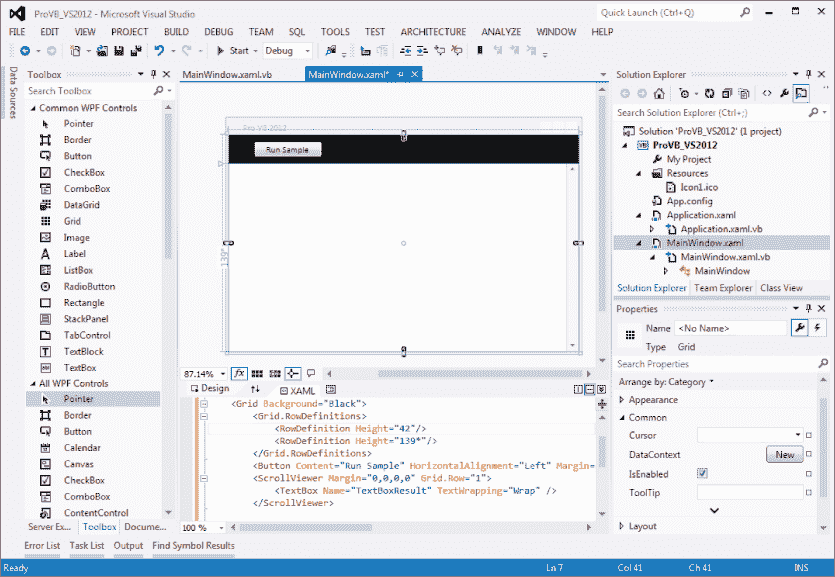 ProVB_VS2012 - Microsoft Visual Studio
Quick Launch (Ctrl+Q)
FILE EDIT VIEW PROJECT BUILD DEBUG TEAM SQL TOOLS TEST ARCHITECTURE ANALYZE WINDOW HELP
Start Debug
Data Sources
Toolbox
Search Toolbox
Common WPF Controls
Pointer
Border
Button
CheckBox
ComboBox
DataGrid
Grid
Image
Label
ListBox
RadioButton
Rectangle
StackPanel
TabControl
TextBlock
TextBox
All WPF Controls
Pointer
Border
Button
Calendar
Canvas
CheckBox
ComboBox
ContentControl
Server Ex... Toolbox Docume...
MainWindow.xaml.vb MainWindow.xaml*
Pro VB 2012
Run Sample
139*
87.14%
Design XAML
<Grid Background="Black">
<Grid.RowDefinitions>
<RowDefinition Height="42"/>
<RowDefinition Height="139*"/>
</Grid.RowDefinitions>
<Button Content="Run Sample" HorizontalAlignment="Left" Margin=
<ScrollViewer Margin="0,0,0,0" Grid.Row="1">
<TextBox Name="TextBoxResult" TextWrapping="Wrap" />
</ScrollViewer>
100 %
Solution Explorer
Search Solution Explorer (Ctrl+;)
Solution 'ProVB_VS2012' (1 project)
ProVB_VS2012
My Project
Resources
Icon1.ico
App.config
Application.xaml
Application.xaml.vb
MainWindow.xaml
MainWindow.xaml.vb
MainWindow
Solution Explorer Team Explorer Class View
Properties
Name <No Name>
Type Grid
Search Properties
Arrange by: Category
Appearance
Common
Cursor
DataContext New
IsEnabled
ToolTip
Layout
Error List Task List Output Find Symbol Results
Ready Ln 7 Col 41 Ch 41 INS